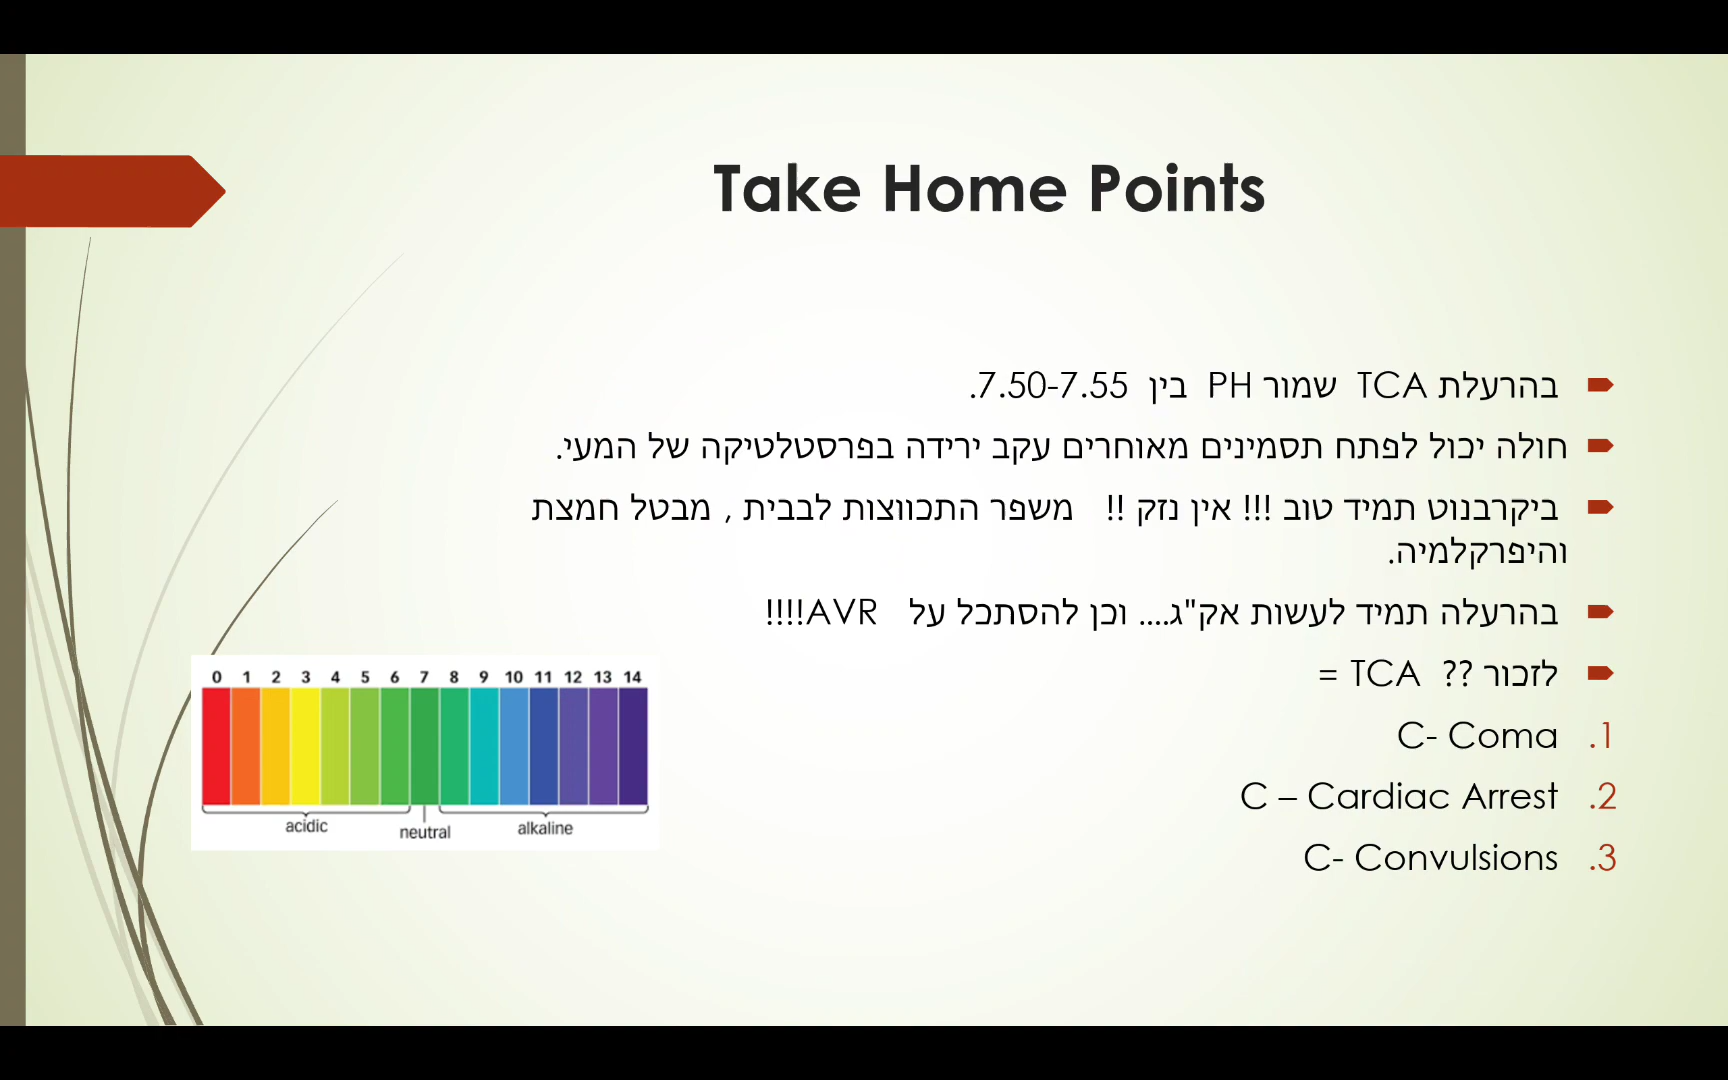 Take Home Points
בהרעלת TCA שמור PH בין 7.50-7.55.
חולה יכול לפתח תסמינים מאוחרים עקב ירידה בפרסטלטיקה של המעי.
ביקרבנוט תמיד טוב !!! אין נזק !! משפר התכווצות לבבית , מבטל חמצת
והיפרקלמיה.
בהרעלה תמיד לעשות אק"ג.... וכן להסתכל על AVR!!!!
לזכור ?? TCA =
1. C- Coma
2. C – Cardiac Arrest
3. C- Convulsions
0 1 2 3 4 5 6 7 8 9 10 11 12 13 14
acidic neutral alkaline